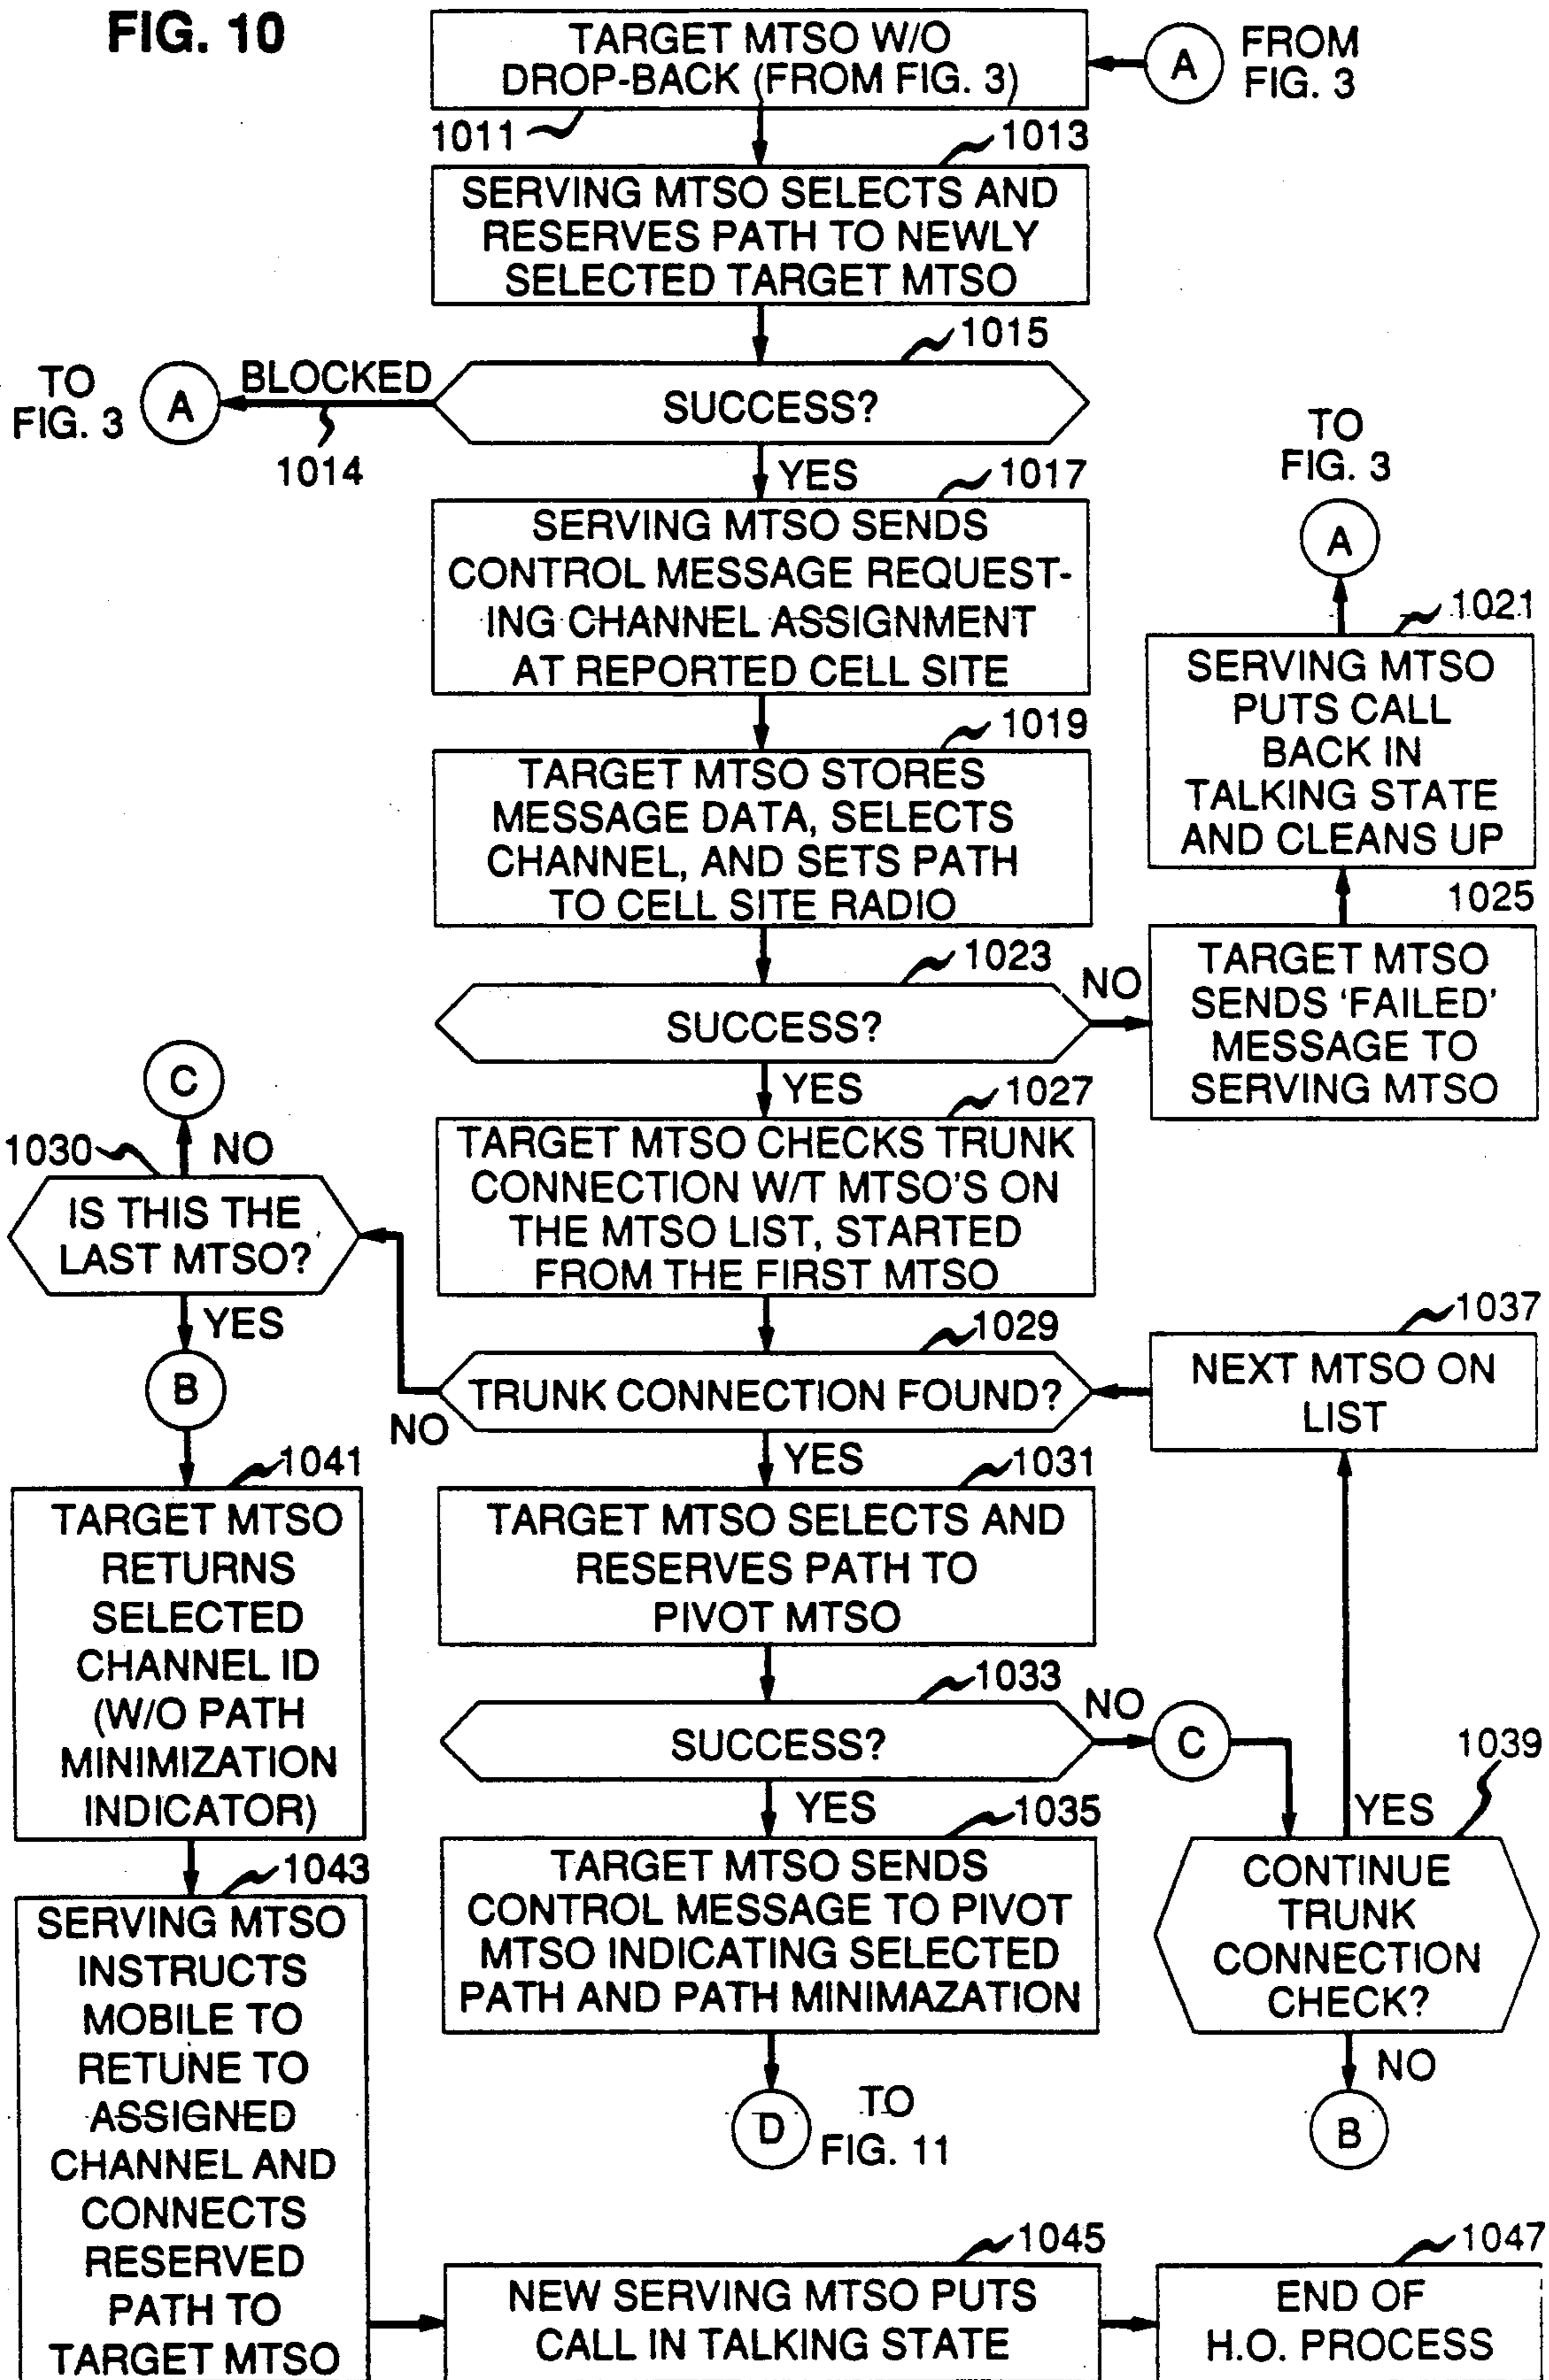 FIG. 10
TARGET MTSO W/O
DROP-BACK (FROM FIG. 3)
A
FROM
FIG. 3
1011
1013
SERVING MTSO SELECTS AND
RESERVES PATH TO NEWLY
SELECTED TARGET MTSO
1015
TO
FIG. 3
A
BLOCKED
1014
SUCCESS?
YES
1017
SERVING MTSO SENDS
CONTROL MESSAGE REQUEST-
ING CHANNEL ASSIGNMENT
AT REPORTED CELL SITE
TO
FIG. 3
A
1021
SERVING MTSO
PUTS CALL
BACK IN
TALKING STATE
AND CLEANS UP
1019
TARGET MTSO STORES
MESSAGE DATA, SELECTS
CHANNEL, AND SETS PATH
TO CELL SITE RADIO
1025
TARGET MTSO
SENDS 'FAILED'
MESSAGE TO
SERVING MTSO
1023
SUCCESS?
NO
YES
1027
TARGET MTSO CHECKS TRUNK
CONNECTION W/T MTSO'S ON
THE MTSO LIST, STARTED
FROM THE FIRST MTSO
C
NO
1030
IS THIS THE
LAST MTSO?
YES
B
1029
TRUNK CONNECTION FOUND?
NO
YES
1037
NEXT MTSO ON
LIST
1031
TARGET MTSO SELECTS AND
RESERVES PATH TO
PIVOT MTSO
1041
TARGET MTSO
RETURNS
SELECTED
CHANNEL ID
(W/O PATH
MINIMIZATION
INDICATOR)
1033
SUCCESS?
NO
C
YES
1035
TARGET MTSO SENDS
CONTROL MESSAGE TO PIVOT
MTSO INDICATING SELECTED
PATH AND PATH MINIMAZATION
D
TO
FIG. 11
1039
YES
CONTINUE
TRUNK
CONNECTION
CHECK?
NO
B
1043
SERVING MTSO
INSTRUCTS
MOBILE TO
RETUNE TO
ASSIGNED
CHANNEL AND
CONNECTS
RESERVED
PATH TO
TARGET MTSO
1045
NEW SERVING MTSO PUTS
CALL IN TALKING STATE
1047
END OF
H.O. PROCESS